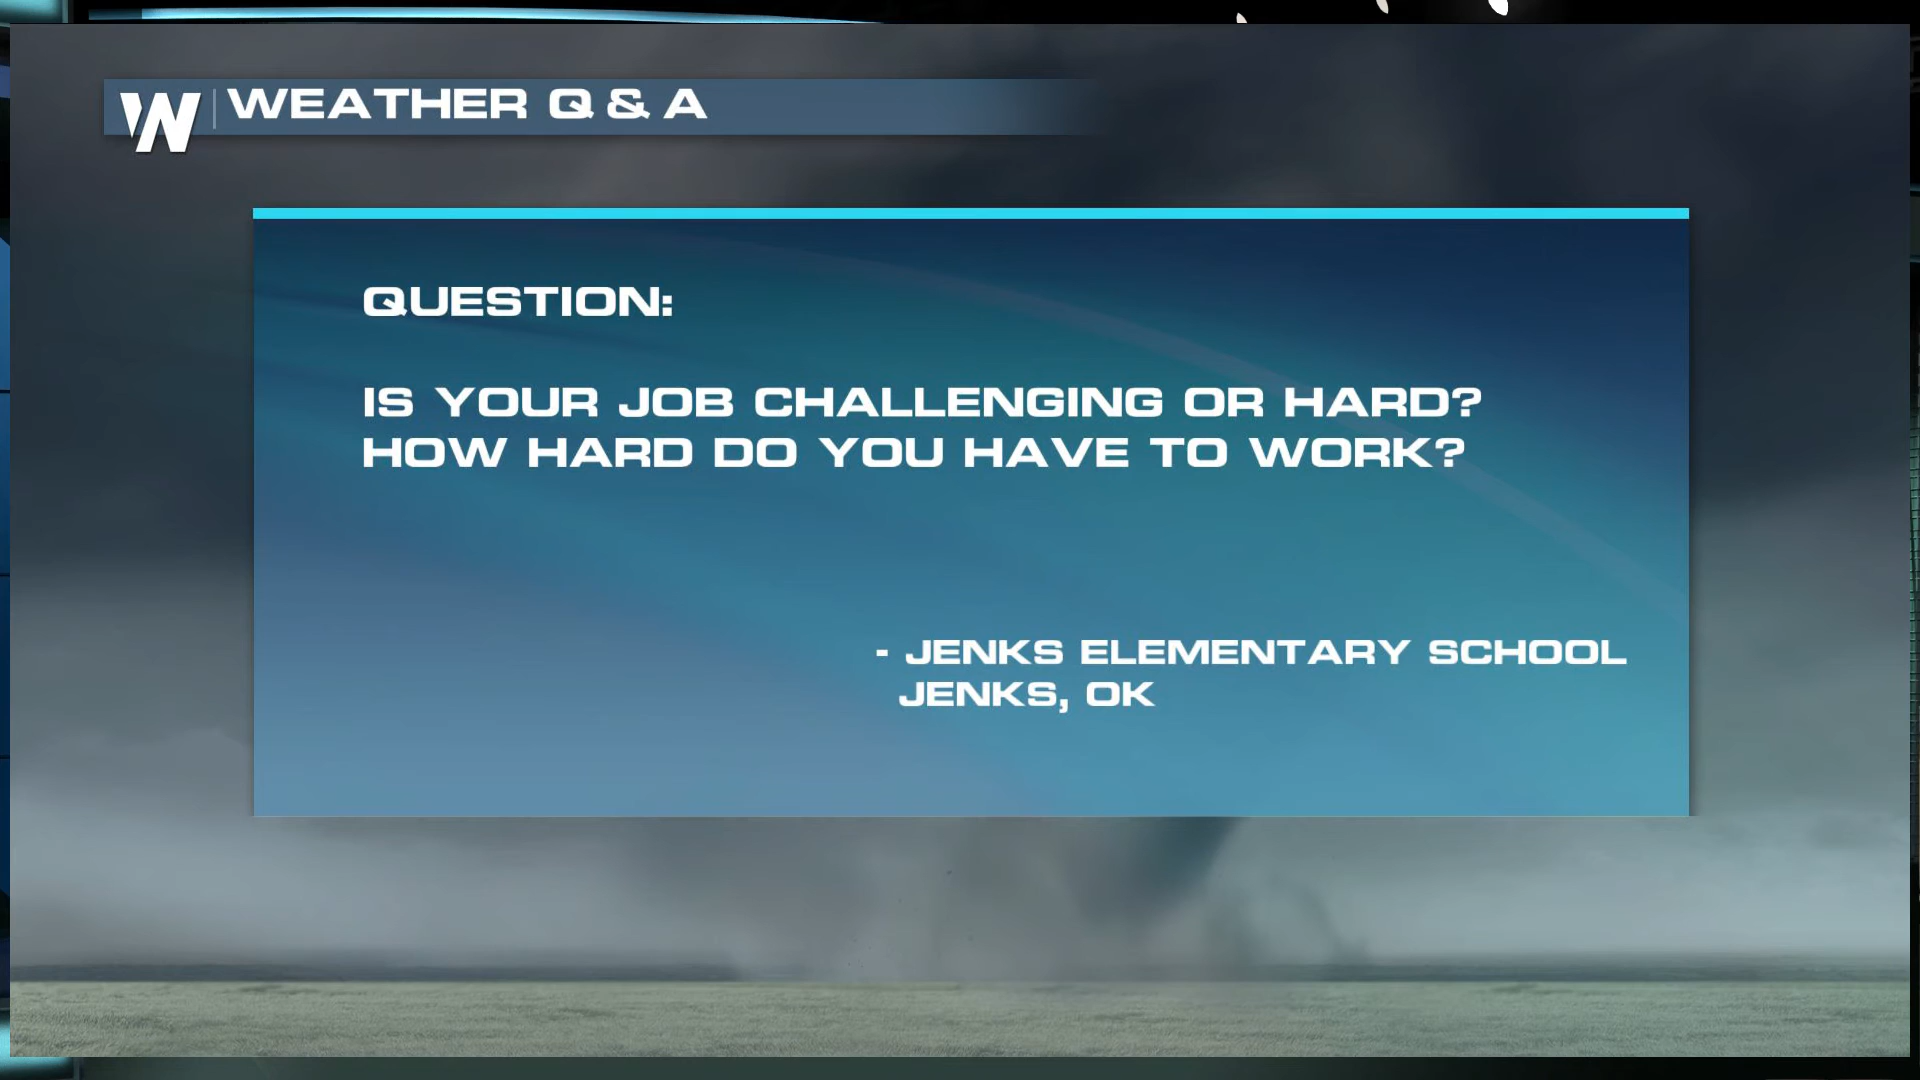 W WEATHER Q & A
QUESTION:
IS YOUR JOB CHALLENGING OR HARD?
HOW HARD DO YOU HAVE TO WORK?
- JENKS ELEMENTARY SCHOOL
JENKS, OK